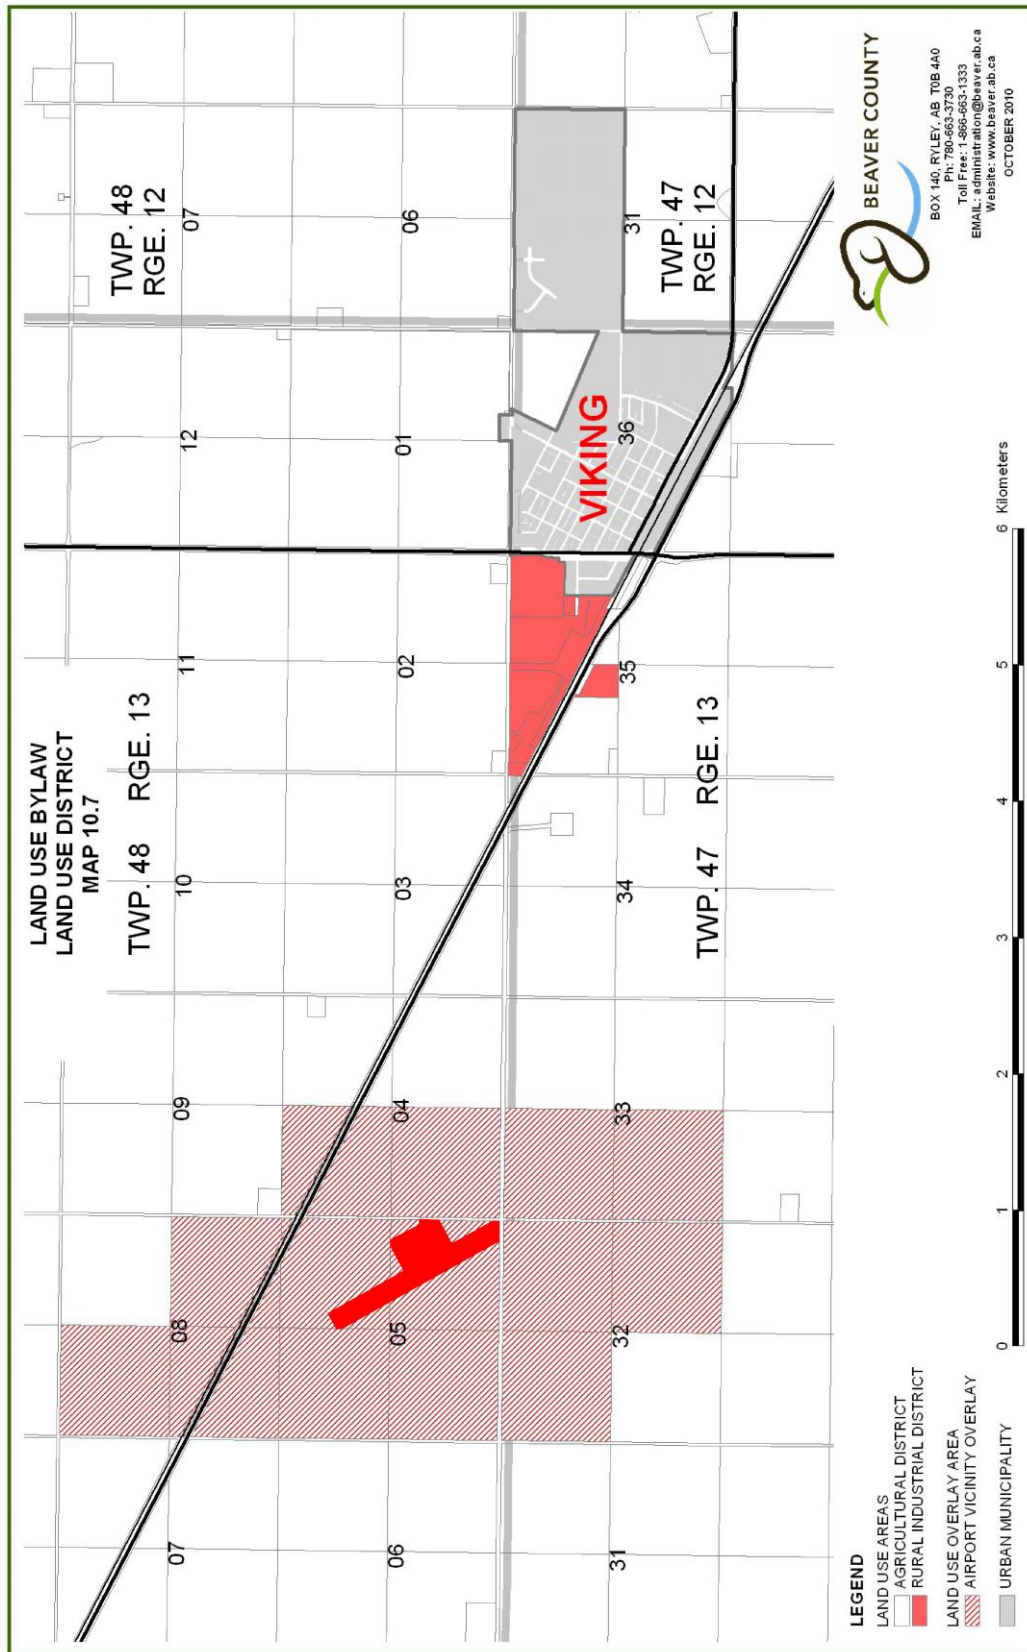 LAND USE BYLAW
LAND USE DISTRICT
MAP 10.7
TWP. 48 RGE. 13
TWP. 48
RGE. 12
07
08
09
10
11
12
07
06
05
04
03
02
01
06
VIKING
31
32
33
34
35
36
31
TWP. 47 RGE. 13
TWP. 47
RGE. 12
LEGEND
LAND USE AREAS
AGRICULTURAL DISTRICT
RURAL INDUSTRIAL DISTRICT
LAND USE OVERLAY AREA
AIRPORT VICINITY OVERLAY
URBAN MUNICIPALITY
0 1 2 3 4 5 6 Kilometers
BEAVER COUNTY
BOX 140, RYLEY, AB T0B 4A0
Ph: 780-663-3730
Toll Free: 1-866-663-1333
EMAIL: administration@beaver.ab.ca
Website: www.beaver.ab.ca
OCTOBER 2010